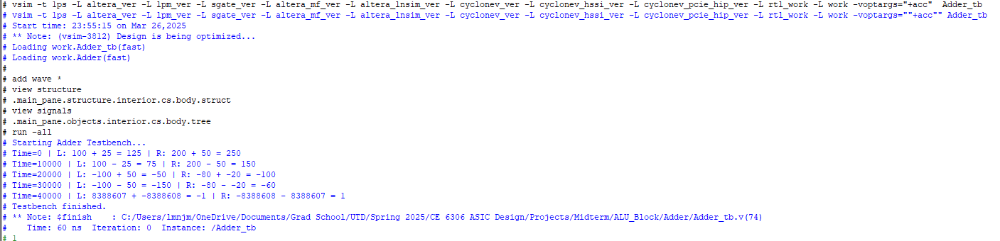 # vsim -t 1ps -L altera_ver -L lpm_ver -L sgate_ver -L altera_mf_ver -L altera_lnsim_ver -L cyclonev_ver -L cyclonev_hssi_ver -L cyclonev_pcie_hip_ver -L rtl_work -L work -voptargs="+acc"  Adder_tb
# vsim -t 1ps -L altera_ver -L lpm_ver -L sgate_ver -L altera_mf_ver -L altera_lnsim_ver -L cyclonev_ver -L cyclonev_hssi_ver -L cyclonev_pcie_hip_ver -L rtl_work -L work -voptargs=""+acc"" Adder_tb
# Start time: 23:55:15 on Mar 26,2025
# ** Note: (vsim-3812) Design is being optimized...
# Loading work.Adder_tb(fast)
# Loading work.Adder(fast)
#
# add wave *
# view structure
# .main_pane.structure.interior.cs.body.struct
# view signals
# .main_pane.objects.interior.cs.body.tree
# run -all
# Starting Adder Testbench...
# Time=0 | L: 100 + 25 = 125 | R: 200 + 50 = 250
# Time=10000 | L: 100 - 25 = 75 | R: 200 - 50 = 150
# Time=20000 | L: -100 + 50 = -50 | R: -80 + -20 = -100
# Time=30000 | L: -100 - 50 = -150 | R: -80 - -20 = -60
# Time=40000 | L: 8388607 + -8388608 = -1 | R: -8388608 - 8388607 = 1
# Testbench finished.
# ** Note: $finish    : C:/Users/lmnjm/OneDrive/Documents/Grad School/UTD/Spring 2025/CE 6306 ASIC Design/Projects/Midterm/ALU_Block/Adder/Adder_tb.v(74)
#    Time: 60 ns  Iteration: 0  Instance: /Adder_tb
# 1